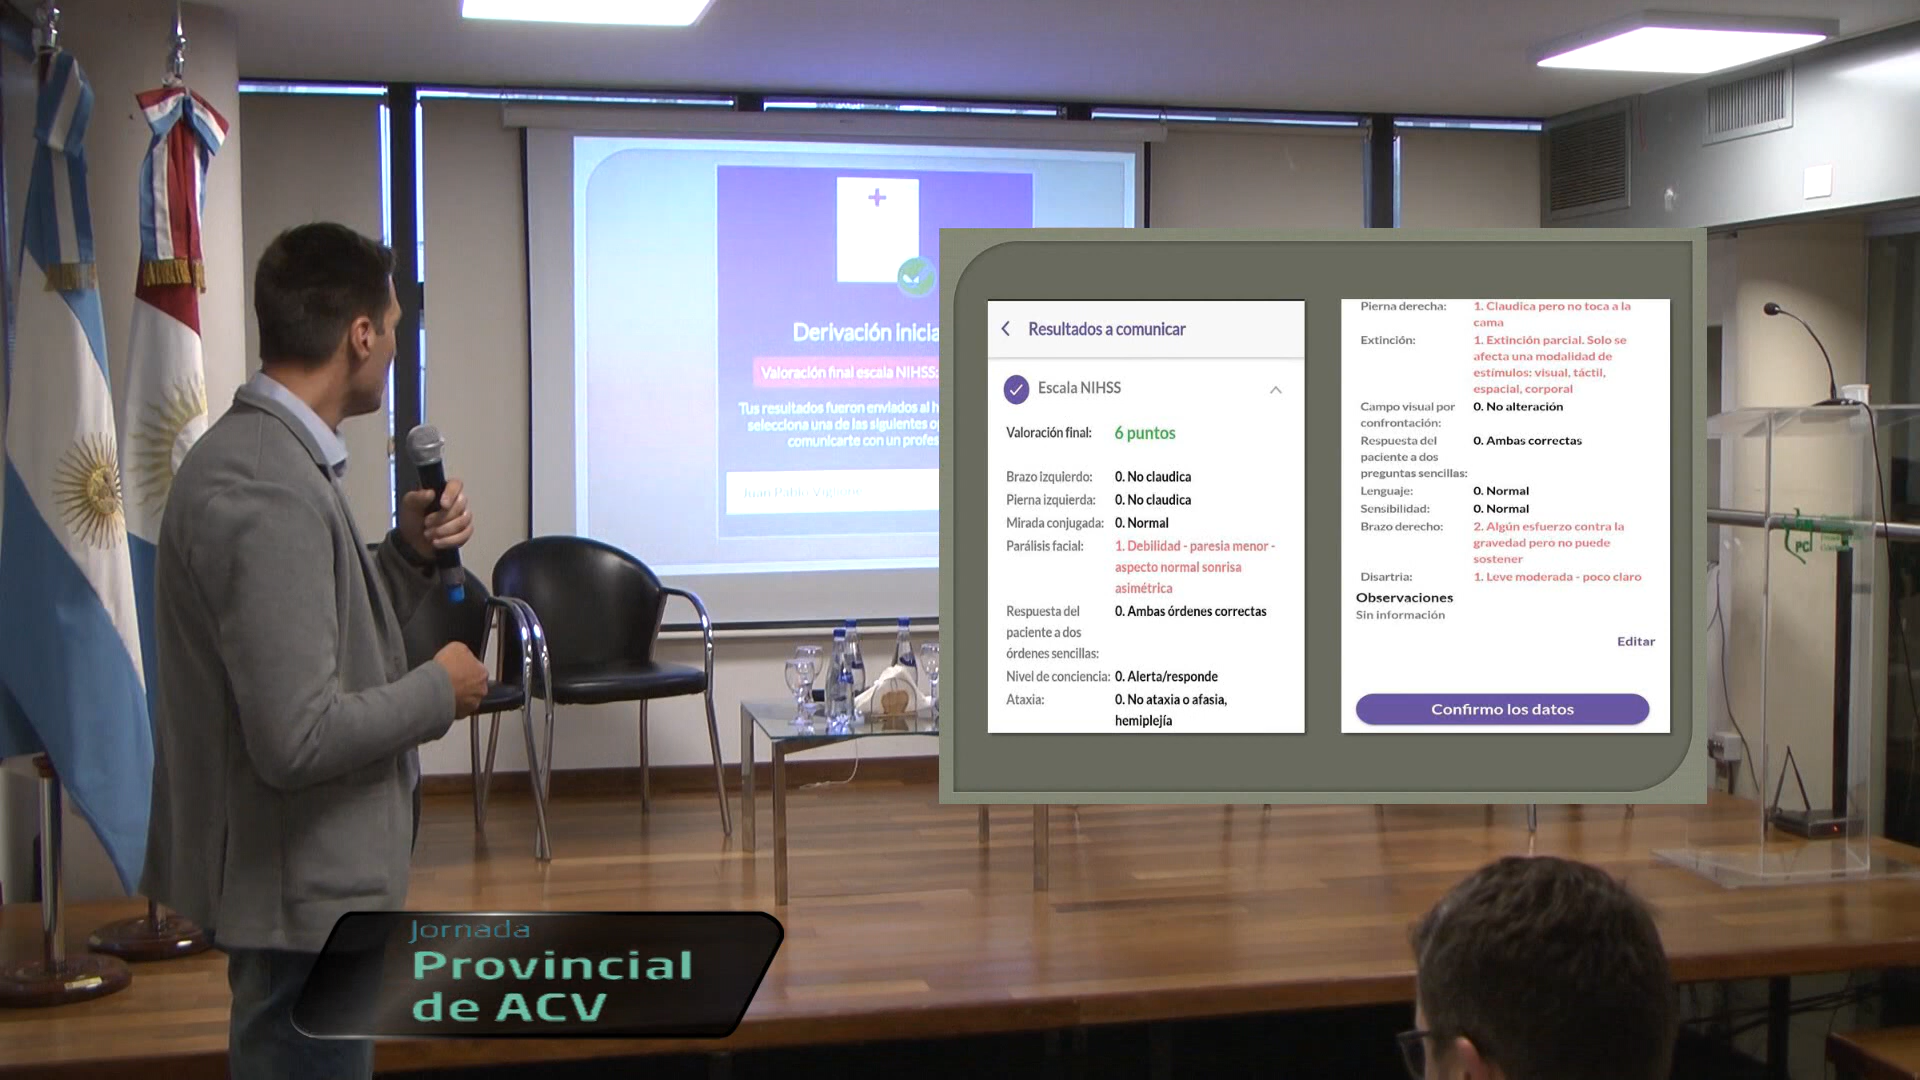 Derivación inicia
Valoración final escala NIHSS:
Tus resultados fueron enviados al h
selecciona una de las siguientes o
comunicarte con un profes
Juan Pablo
Resultados a comunicar
Escala NIHSS
Valoración final: 6 puntos
Brazo izquierdo: 0. No claudica
Pierna izquierda: 0. No claudica
Mirada conjugada: 0. Normal
Parálisis facial: 1. Debilidad - paresia menor -
aspecto normal sonrisa
asimétrica
Respuesta del 0. Ambas órdenes correctas
paciente a dos
órdenes sencillas:
Nivel de conciencia: 0. Alerta/responde
Ataxia: 0. No ataxia o afasia,
hemiplejía
Pierna derecha: 1. Claudica pero no toca a la
cama
Extinción: 1. Extinción parcial. Solo se
afecta una modalidad de
estímulos: visual, táctil,
espacial, corporal
Campo visual por 0. No alteración
confrontación:
Respuesta del 0. Ambas correctas
paciente a dos
preguntas sencillas:
Lenguaje: 0. Normal
Sensibilidad: 0. Normal
Brazo derecho: 2. Algún esfuerzo contra la
gravedad pero no puede
sostener
Disartria: 1. Leve moderada - poco claro
Observaciones
Sin información
Editar
Confirmo los datos
Jornada
Provincial
de ACV